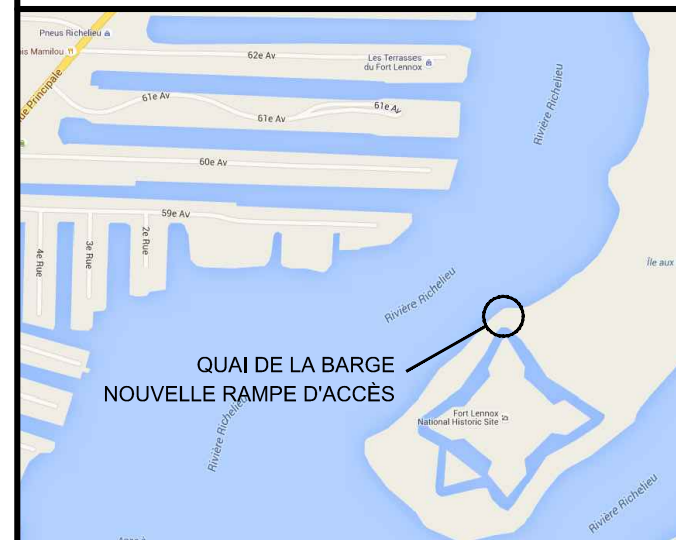 Pneus Richelieu
is Mamilou
ue Principale
62e Av
Les Terrasses
du Fort Lennox
61e Av
61e Av
61e Av
60e Av
59e Av
4e Rue
3e Rue
2e Rue
Rivière Richelieu
Île aux
Rivière Richelieu
QUAI DE LA BARGE
NOUVELLE RAMPE D'ACCÈS
Fort Lennox
National Historic Site
Rivière Richelieu
Rivière Richelieu